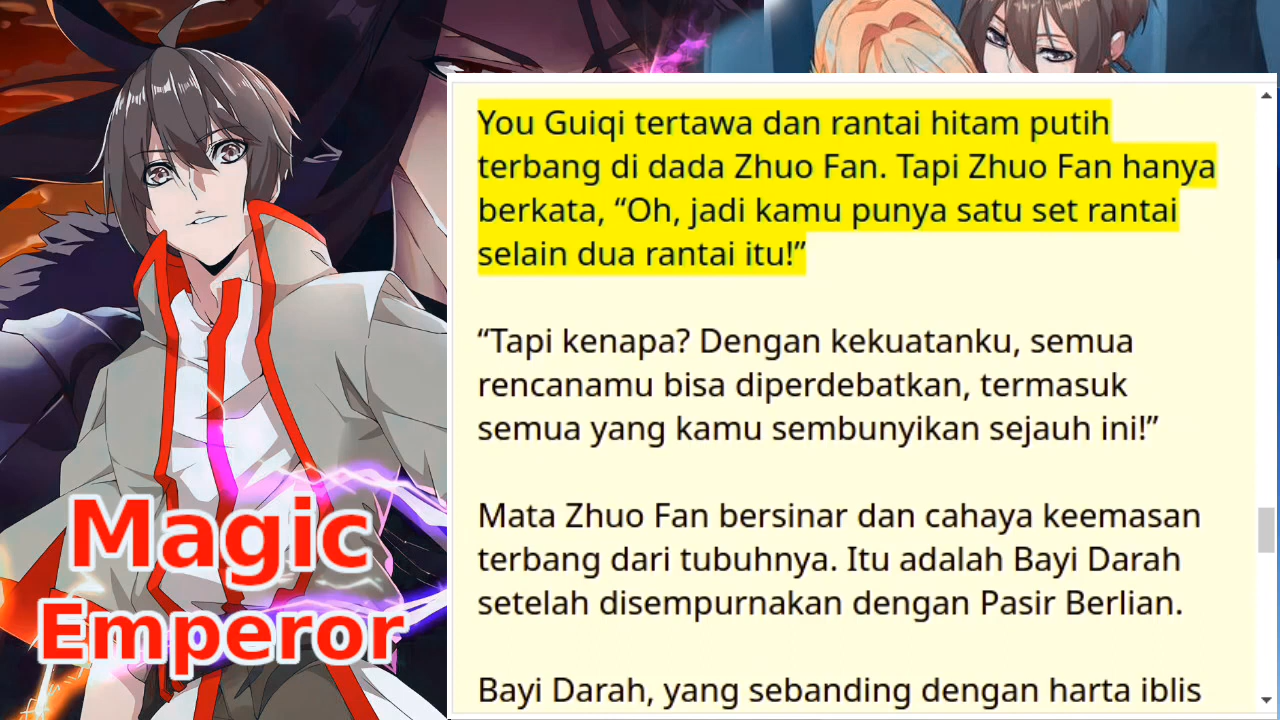 Magic
Emperor
You Guiqi tertawa dan rantai hitam putih
terbang di dada Zhuo Fan. Tapi Zhuo Fan hanya
berkata, “Oh, jadi kamu punya satu set rantai
selain dua rantai itu!”
“Tapi kenapa? Dengan kekuatanku, semua
rencanamu bisa diperdebatkan, termasuk
semua yang kamu sembunyikan sejauh ini!”
Mata Zhuo Fan bersinar dan cahaya keemasan
terbang dari tubuhnya. Itu adalah Bayi Darah
setelah disempurnakan dengan Pasir Berlian.
Bayi Darah, yang sebanding dengan harta iblis